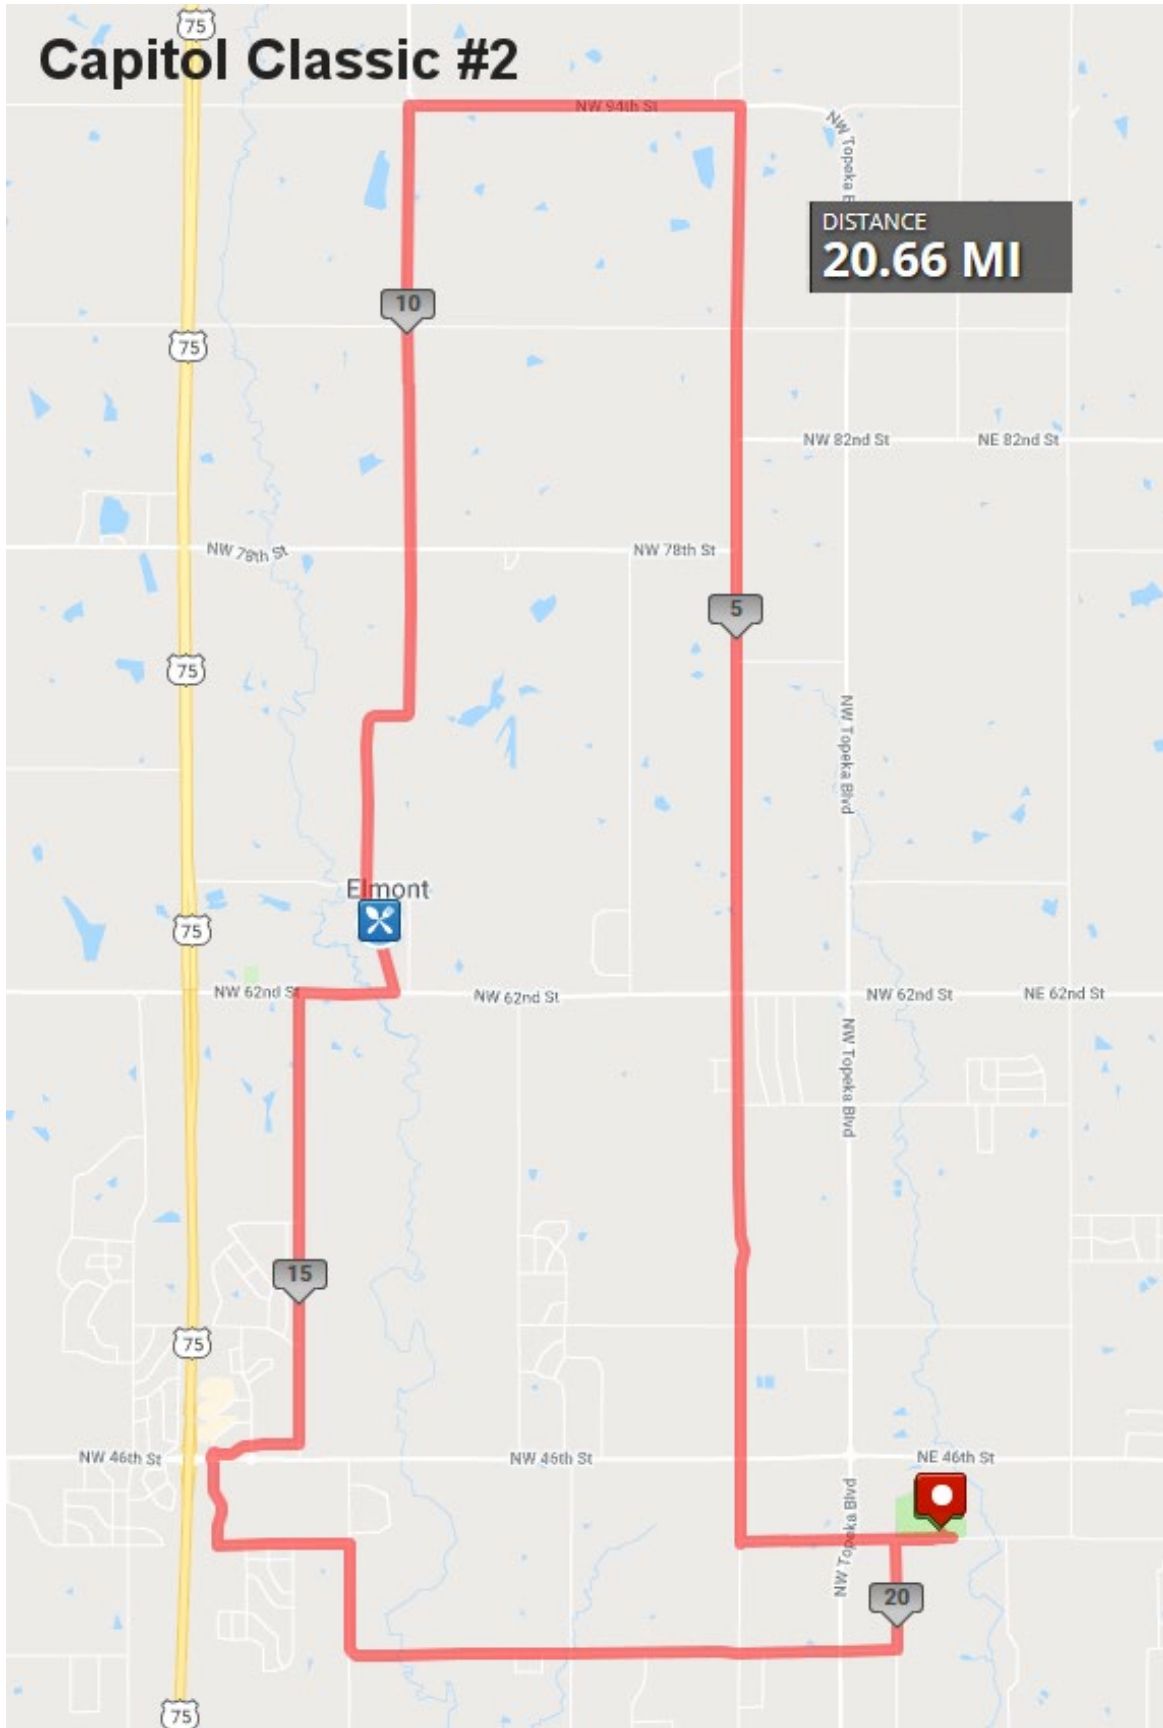 75
Capitol Classic #2
NW 94th St
NW Topeka B
DISTANCE
20.66 MI
10
75
NW 82nd St
NE 82nd St
NW 78th St
NW 78th St
5
75
NW Topeka Blvd
Elmont
75
NW 62nd St
NW 62nd St
NW 62nd St
NE 62nd St
NW Topeka Blvd
15
75
NW 46th St
NW 46th St
NE 46th St
NW Topeka Blvd
20
75